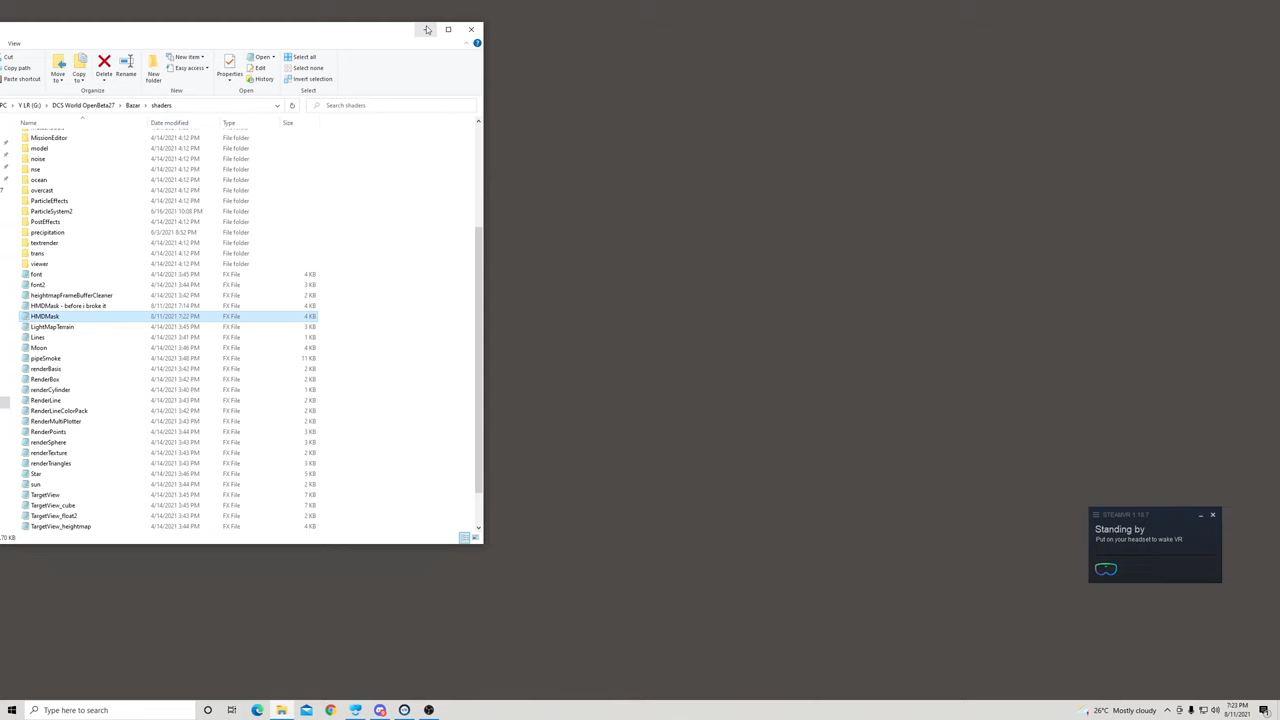 View
?
Cut
Copy path
Paste shortcut
Move to
Copy to
Delete
Rename
Organize
New folder
New item
Easy access
New
Properties
Open
Edit
History
Open
Select all
Select none
Invert selection
Select
PC > Y LR (G:) > DCS World OpenBeta27 > Bazar > shaders
Search shaders
Name Date modified Type Size
MissionEditor 4/14/2021 4:12 PM File folder
model 4/14/2021 4:12 PM File folder
noise 4/14/2021 4:12 PM File folder
nse 4/14/2021 4:12 PM File folder
ocean 4/14/2021 4:12 PM File folder
overcast 4/14/2021 4:12 PM File folder
ParticleEffects 4/14/2021 4:12 PM File folder
ParticleSystem2 6/16/2021 10:08 PM File folder
PostEffects 4/14/2021 4:12 PM File folder
precipitation 6/3/2021 8:52 PM File folder
textrender 4/14/2021 4:12 PM File folder
trans 4/14/2021 4:12 PM File folder
viewer 4/14/2021 4:12 PM File folder
font 4/14/2021 3:45 PM FX File 4 KB
font2 4/14/2021 3:44 PM FX File 3 KB
heightmapFrameBufferCleaner 4/14/2021 3:42 PM FX File 2 KB
HMDMask - before i broke it 8/11/2021 7:14 PM FX File 4 KB
HMDMask 8/11/2021 7:22 PM FX File 4 KB
LightMapTerrain 4/14/2021 3:45 PM FX File 2 KB
Lines 4/14/2021 3:41 PM FX File 1 KB
Moon 4/14/2021 3:46 PM FX File 4 KB
pipeSmoke 4/14/2021 3:48 PM FX File 11 KB
renderBasis 4/14/2021 3:42 PM FX File 2 KB
RenderBox 4/14/2021 3:42 PM FX File 2 KB
renderCylinder 4/14/2021 3:40 PM FX File 1 KB
RenderLine 4/14/2021 3:43 PM FX File 2 KB
RenderLineColorPack 4/14/2021 3:42 PM FX File 2 KB
RenderMultiPlotter 4/14/2021 3:43 PM FX File 2 KB
RenderPoints 4/14/2021 3:44 PM FX File 3 KB
renderSphere 4/14/2021 3:43 PM FX File 3 KB
renderTexture 4/14/2021 3:43 PM FX File 2 KB
renderTriangles 4/14/2021 3:43 PM FX File 3 KB
Star 4/14/2021 3:46 PM FX File 5 KB
sun 4/14/2021 3:44 PM FX File 2 KB
TargetView 4/14/2021 3:45 PM FX File 7 KB
TargetView_cube 4/14/2021 3:45 PM FX File 7 KB
TargetView_float2 4/14/2021 3:44 PM FX File 2 KB
TargetView_heightmap 4/14/2021 3:44 PM FX File 4 KB
.70 KB
STEAMVR 1.18.7
Standing by
Put on your headset to wake VR
Type here to search
26°C Mostly cloudy
7:23 PM
8/11/2021